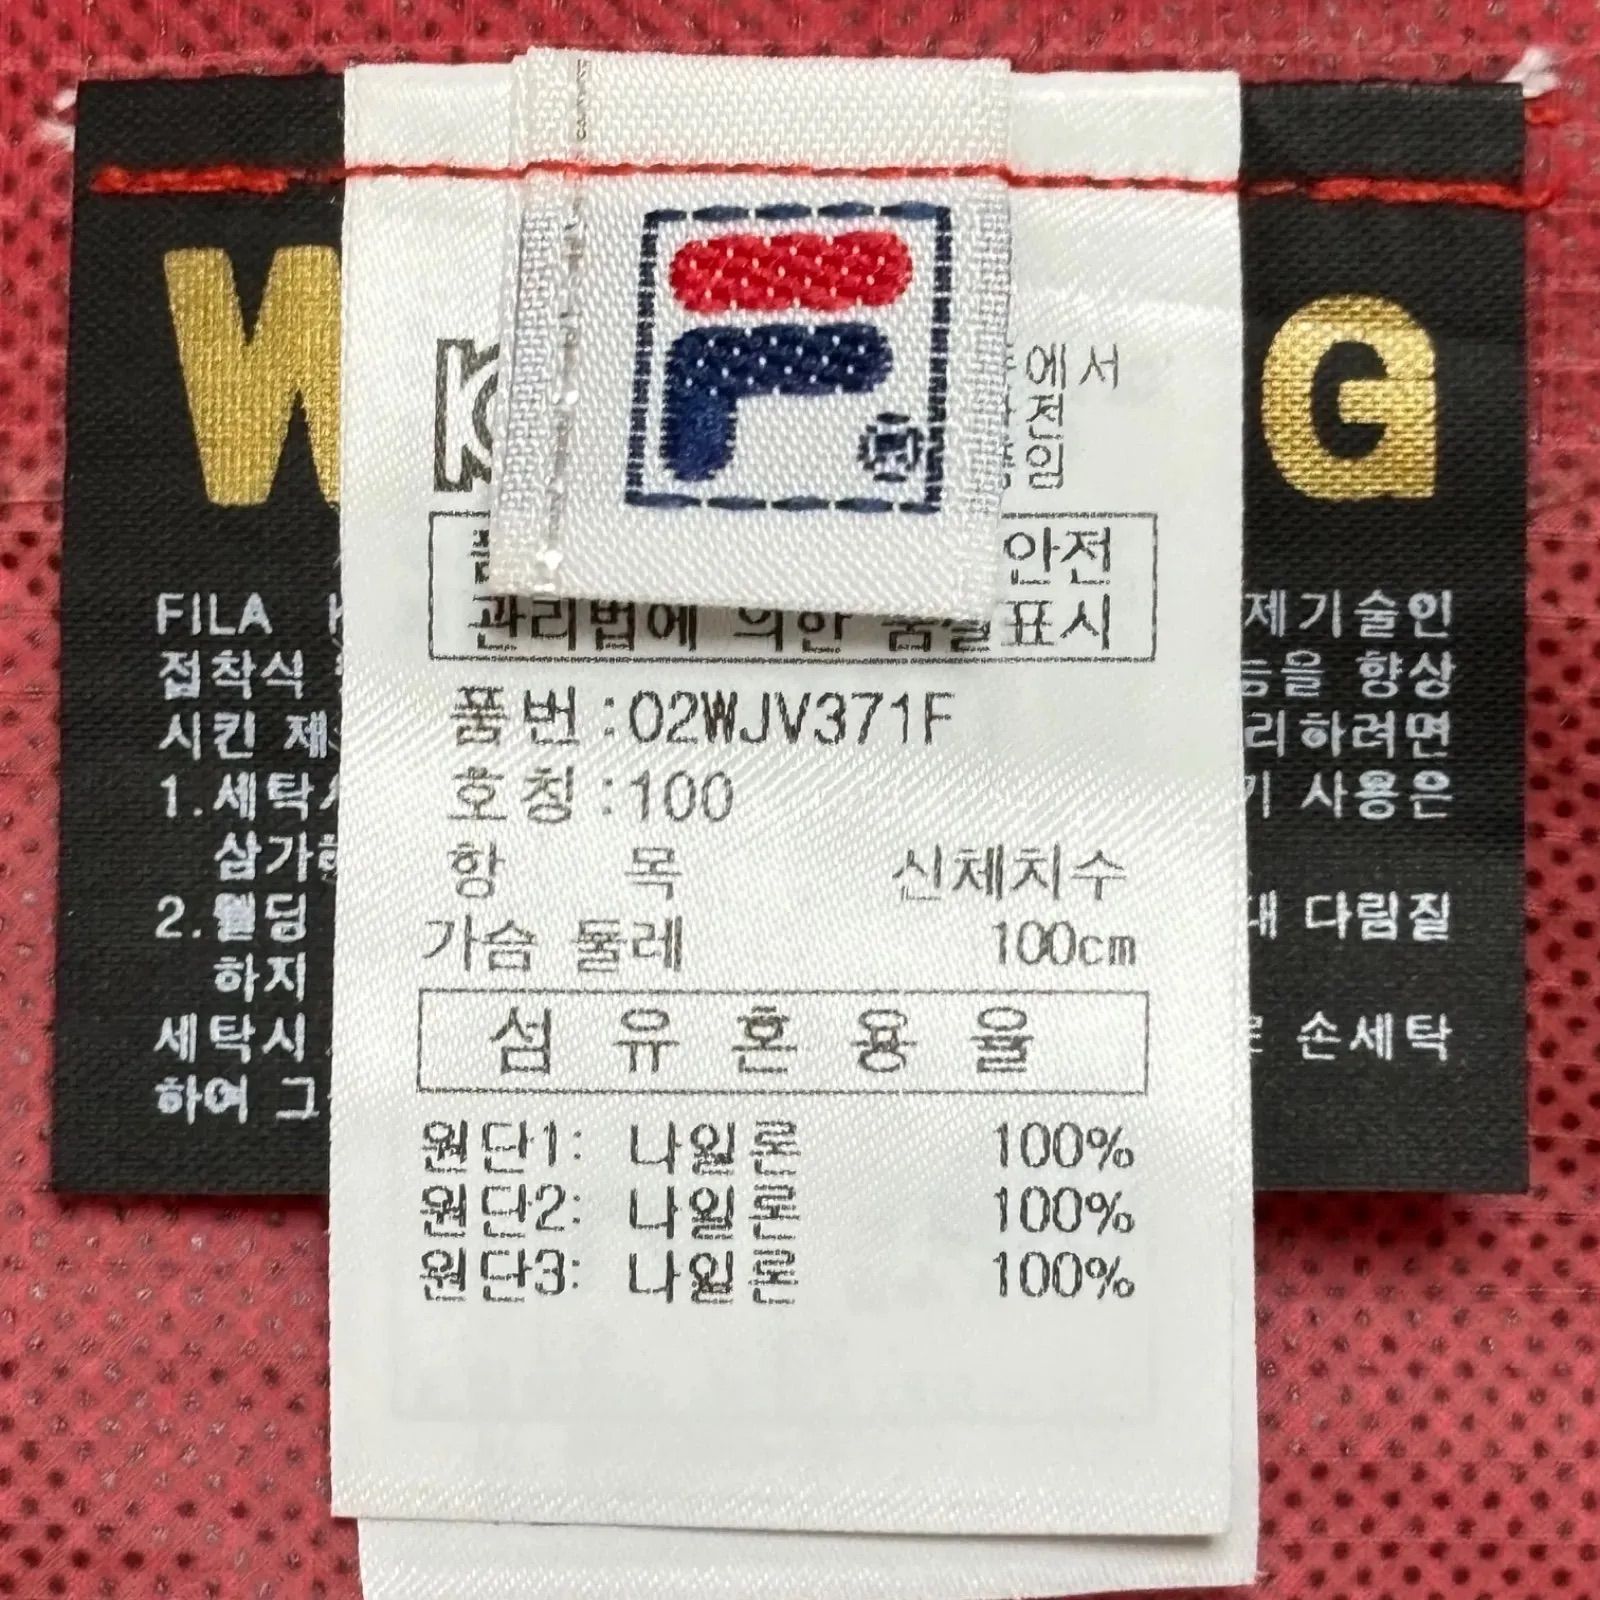 에서
전
임
안전
관리법에 의한 품질표시
품번:02WJV371F
호칭:100
항 목 신체치수
가슴 둘레 100cm
섬유혼용율
원단1: 나일론 100%
원단2: 나일론 100%
원단3: 나일론 100%
W
G
FILA 제기술인
접착식 향상
시킨 리하려면
1.세탁 사용은
삼가
2.웰딩 다림질
하지
세탁시 손세탁
하여 그